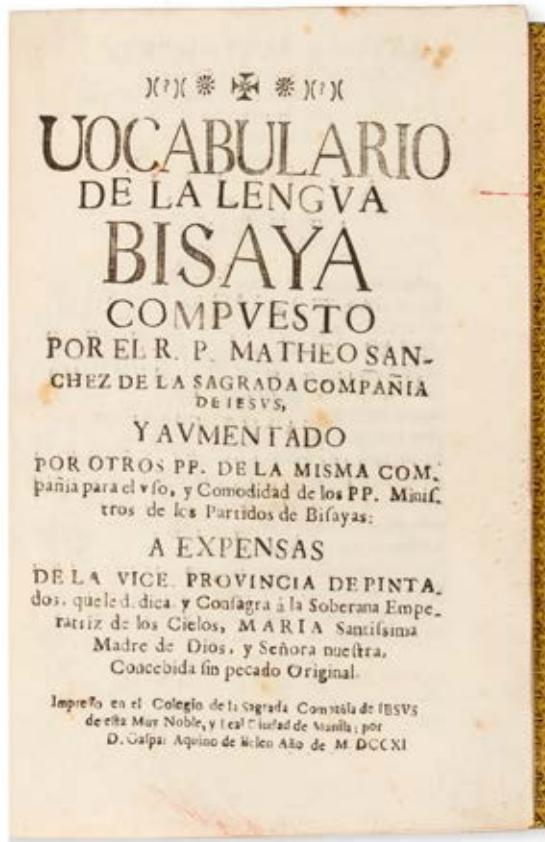 )(?)( ❋ ✠ ❋ )(?)(
UOCABULARIO
DE LA LENGVA
BISAYA
COMPVESTO
POR EL R. P. MATHEO SAN-
CHEZ DE LA SAGRADA COMPAÑIA
DE IESVS,
Y AVMENTADO
POR OTROS PP. DE LA MISMA COM-
pañia para el vſo, y Comodidad de los PP. Miniſ-
tros de los Partidos de Biſayas:
A EXPENSAS
DE LA VICE PROVINCIA DE PINTA-
dos, que le d. dica y Conſagra á la Soberana Empe-
ratriz de los Cielos, MARIA Santiſsima
Madre de Dios, y Señora nueſtra,
Concebida ſin pecado Original.
Impreſſo en el Colegio de la Sagrada Compañia de IESVS
de eſta Muy Noble, y Leal Ciudad de Manila; por
D. Gaſpar Aquino de Belen Año de M. DCCXI